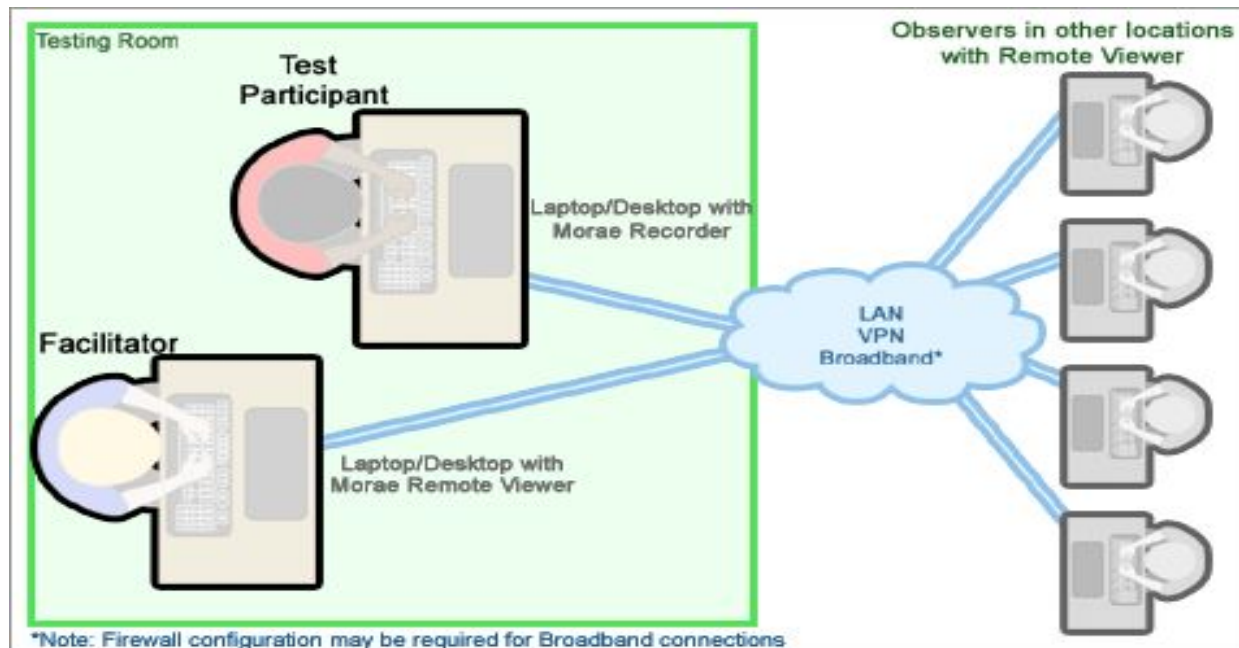 Testing Room
Test
Participant
Laptop/Desktop with
Morae Recorder
Facilitator
Laptop/Desktop with
Morae Remote Viewer
LAN
VPN
Broadband*
Observers in other locations
with Remote Viewer
*Note: Firewall configuration may be required for Broadband connections